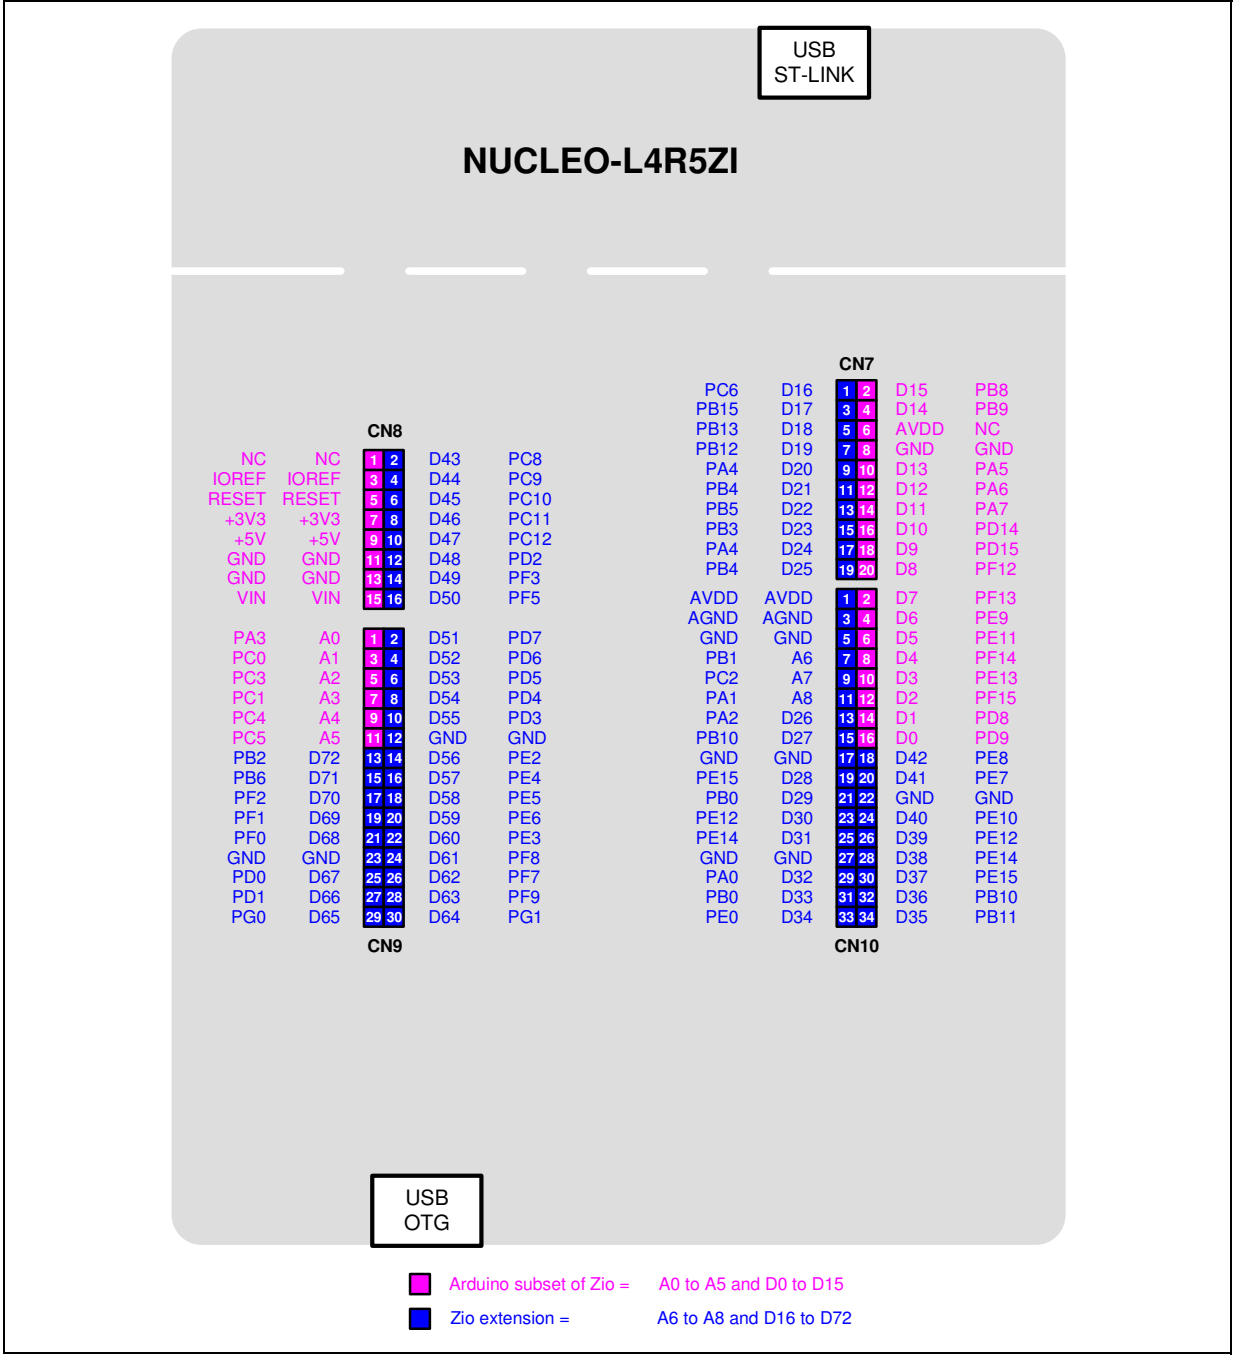 USB
ST-LINK
NUCLEO-L4R5ZI
CN7
PC6 D16 1 2 D15 PB8
PB15 D17 3 4 D14 PB9
PB13 D18 5 6 AVDD NC
PB12 D19 7 8 GND GND
PA4 D20 9 10 D13 PA5
PB4 D21 11 12 D12 PA6
PB5 D22 13 14 D11 PA7
PB3 D23 15 16 D10 PD14
PA4 D24 17 18 D9 PD15
PB4 D25 19 20 D8 PF12
CN8
NC NC 1 2 D43 PC8
IOREF IOREF 3 4 D44 PC9
RESET RESET 5 6 D45 PC10
+3V3 +3V3 7 8 D46 PC11
+5V +5V 9 10 D47 PC12
GND GND 11 12 D48 PD2
GND GND 13 14 D49 PF3
VIN VIN 15 16 D50 PF5
PA3 A0 1 2 D51 PD7
PC0 A1 3 4 D52 PD6
PC3 A2 5 6 D53 PD5
PC1 A3 7 8 D54 PD4
PC4 A4 9 10 D55 PD3
PC5 A5 11 12 GND GND
PB2 D72 13 14 D56 PE2
PB6 D71 15 16 D57 PE4
PF2 D70 17 18 D58 PE5
PF1 D69 19 20 D59 PE6
PF0 D68 21 22 D60 PE3
GND GND 23 24 D61 PF8
PD0 D67 25 26 D62 PF7
PD1 D66 27 28 D63 PF9
PG0 D65 29 30 D64 PG1
CN9
AVDD AVDD 1 2 D7 PF13
AGND AGND 3 4 D6 PE9
GND GND 5 6 D5 PE11
PB1 A6 7 8 D4 PF14
PC2 A7 9 10 D3 PE13
PA1 A8 11 12 D2 PF15
PA2 D26 13 14 D1 PD8
PB10 D27 15 16 D0 PD9
GND GND 17 18 D42 PE8
PE15 D28 19 20 D41 PE7
PB0 D29 21 22 GND GND
PE12 D30 23 24 D40 PE10
PE14 D31 25 26 D39 PE12
GND GND 27 28 D38 PE14
PA0 D32 29 30 D37 PE15
PB0 D33 31 32 D36 PB10
PE0 D34 33 34 D35 PB11
CN10
USB
OTG
Arduino subset of Zio = A0 to A5 and D0 to D15
Zio extension = A6 to A8 and D16 to D72